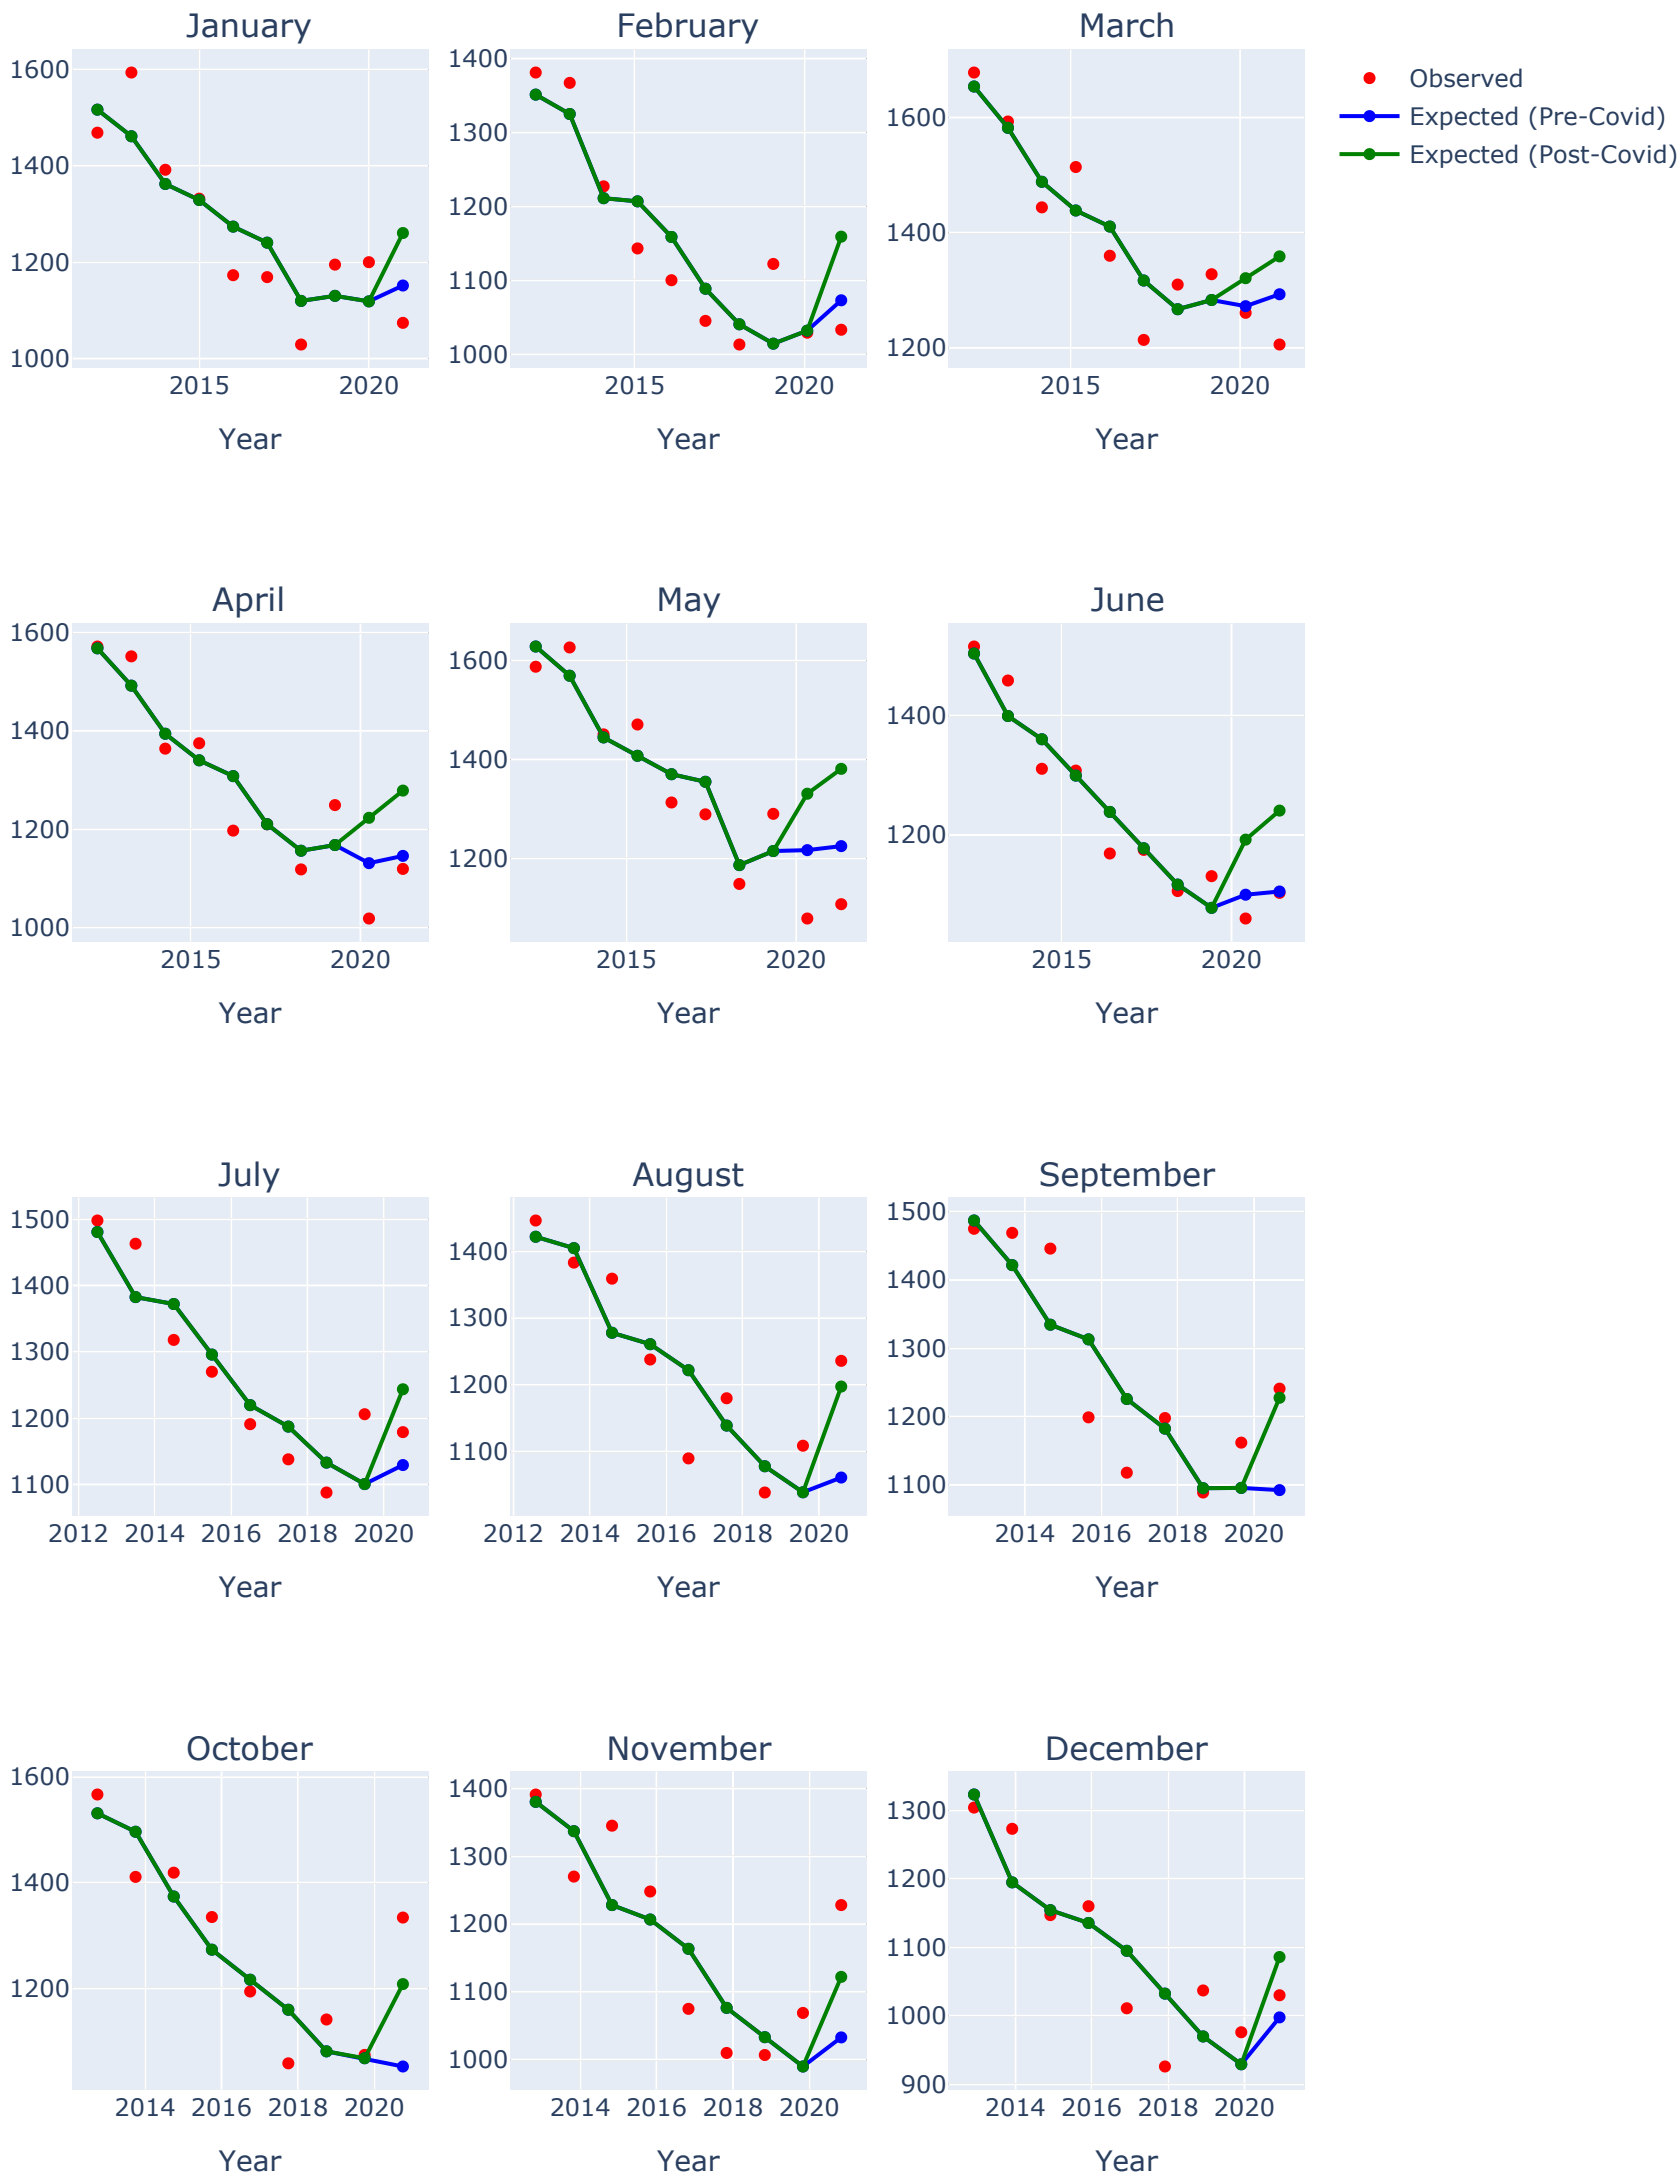 January February March
1600
1400
1200
1000
2015 2020
Year
1400
1300
1200
1100
1000
2015 2020
Year
1600
1400
1200
2015 2020
Year
Observed
Expected (Pre-Covid)
Expected (Post-Covid)
April May June
1600
1400
1200
1000
2015 2020
Year
1600
1400
1200
2015 2020
Year
1400
1200
2015 2020
Year
July August September
1500
1400
1300
1200
1100
2012 2014 2016 2018 2020
Year
1400
1300
1200
1100
2012 2014 2016 2018 2020
Year
1500
1400
1300
1200
1100
2014 2016 2018 2020
Year
October November December
1600
1400
1200
2014 2016 2018 2020
Year
1400
1300
1200
1100
1000
2014 2016 2018 2020
Year
1300
1200
1100
1000
900
2014 2016 2018 2020
Year